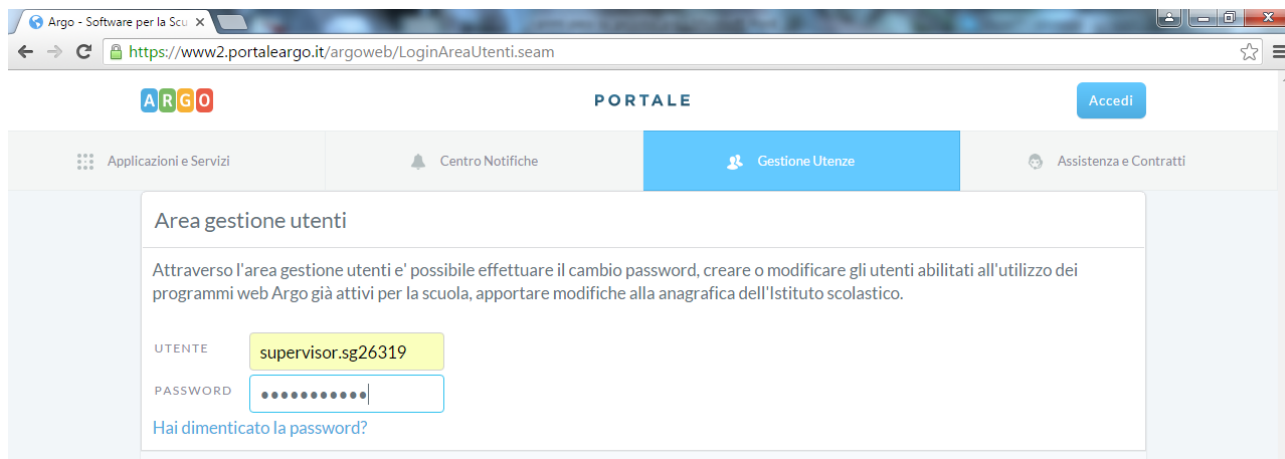 Argo - Software per la Scu
https://www2.portaleargo.it/argoweb/LoginAreaUtenti.seam
ARGO
PORTALE
Accedi
Applicazioni e Servizi
Centro Notifiche
Gestione Utenze
Assistenza e Contratti
Area gestione utenti
Attraverso l'area gestione utenti e' possibile effettuare il cambio password, creare o modificare gli utenti abilitati all'utilizzo dei
programmi web Argo già attivi per la scuola, apportare modifiche alla anagrafica dell'Istituto scolastico.
UTENTE
supervisor.sg26319
PASSWORD
•••••••••••
Hai dimenticato la password?